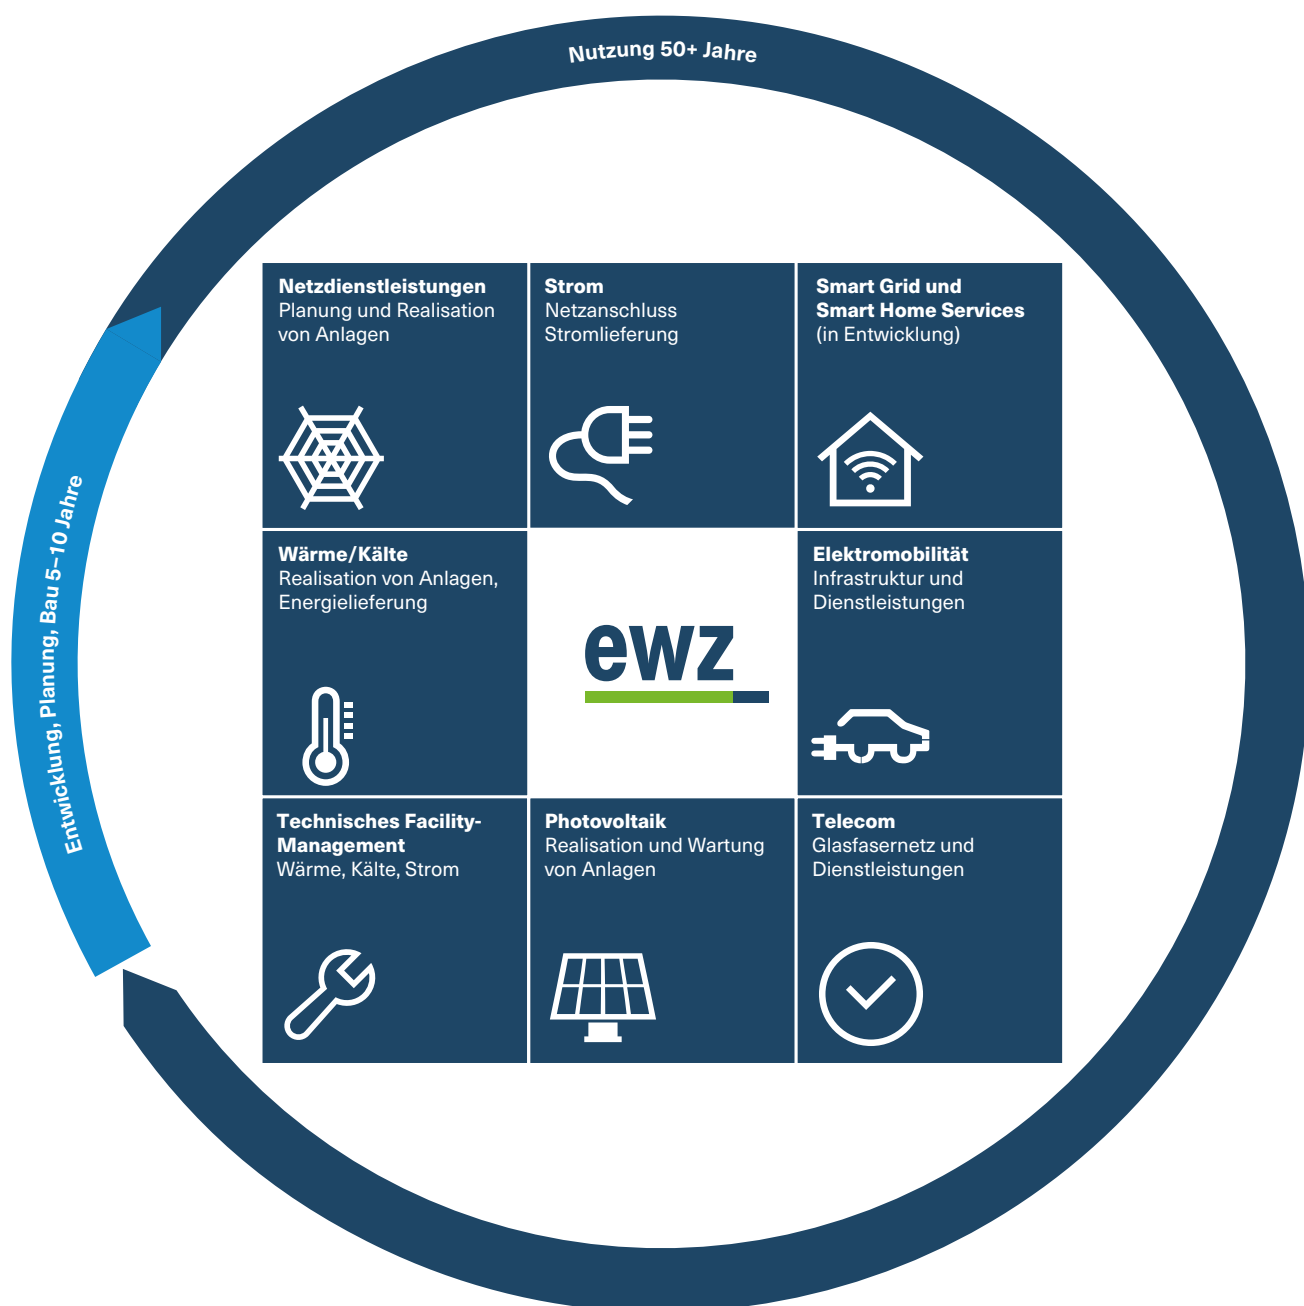 Nutzung 50+ Jahre
Entwicklung, Planung, Bau 5–10 Jahre
Netzdienstleistungen
Planung und Realisation
von Anlagen
Strom
Netzanschluss
Stromlieferung
Smart Grid und
Smart Home Services
(in Entwicklung)
Wärme/Kälte
Realisation von Anlagen,
Energielieferung
ewz
Elektromobilität
Infrastruktur und
Dienstleistungen
Technisches Facility-
Management
Wärme, Kälte, Strom
Photovoltaik
Realisation und Wartung
von Anlagen
Telecom
Glasfasernetz und
Dienstleistungen